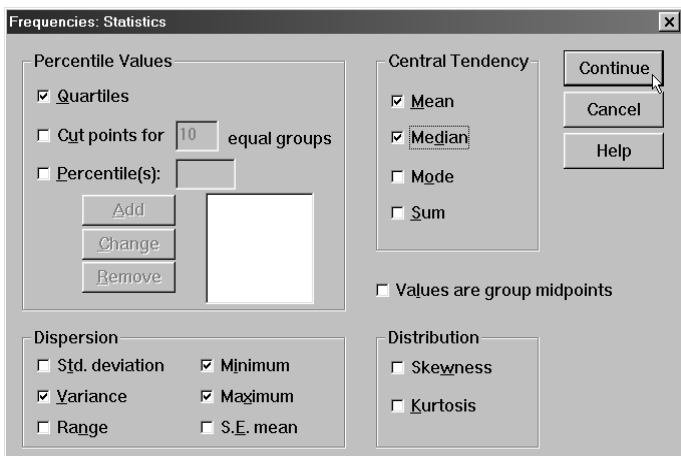 Frequencies: Statistics
Percentile Values
Quartiles
Cut points for 10 equal groups
Percentile(s):
Add
Change
Remove
Central Tendency
Mean
Median
Mode
Sum
Continue
Cancel
Help
Values are group midpoints
Dispersion
Std. deviation
Minimum
Variance
Maximum
Range
S.E. mean
Distribution
Skewness
Kurtosis